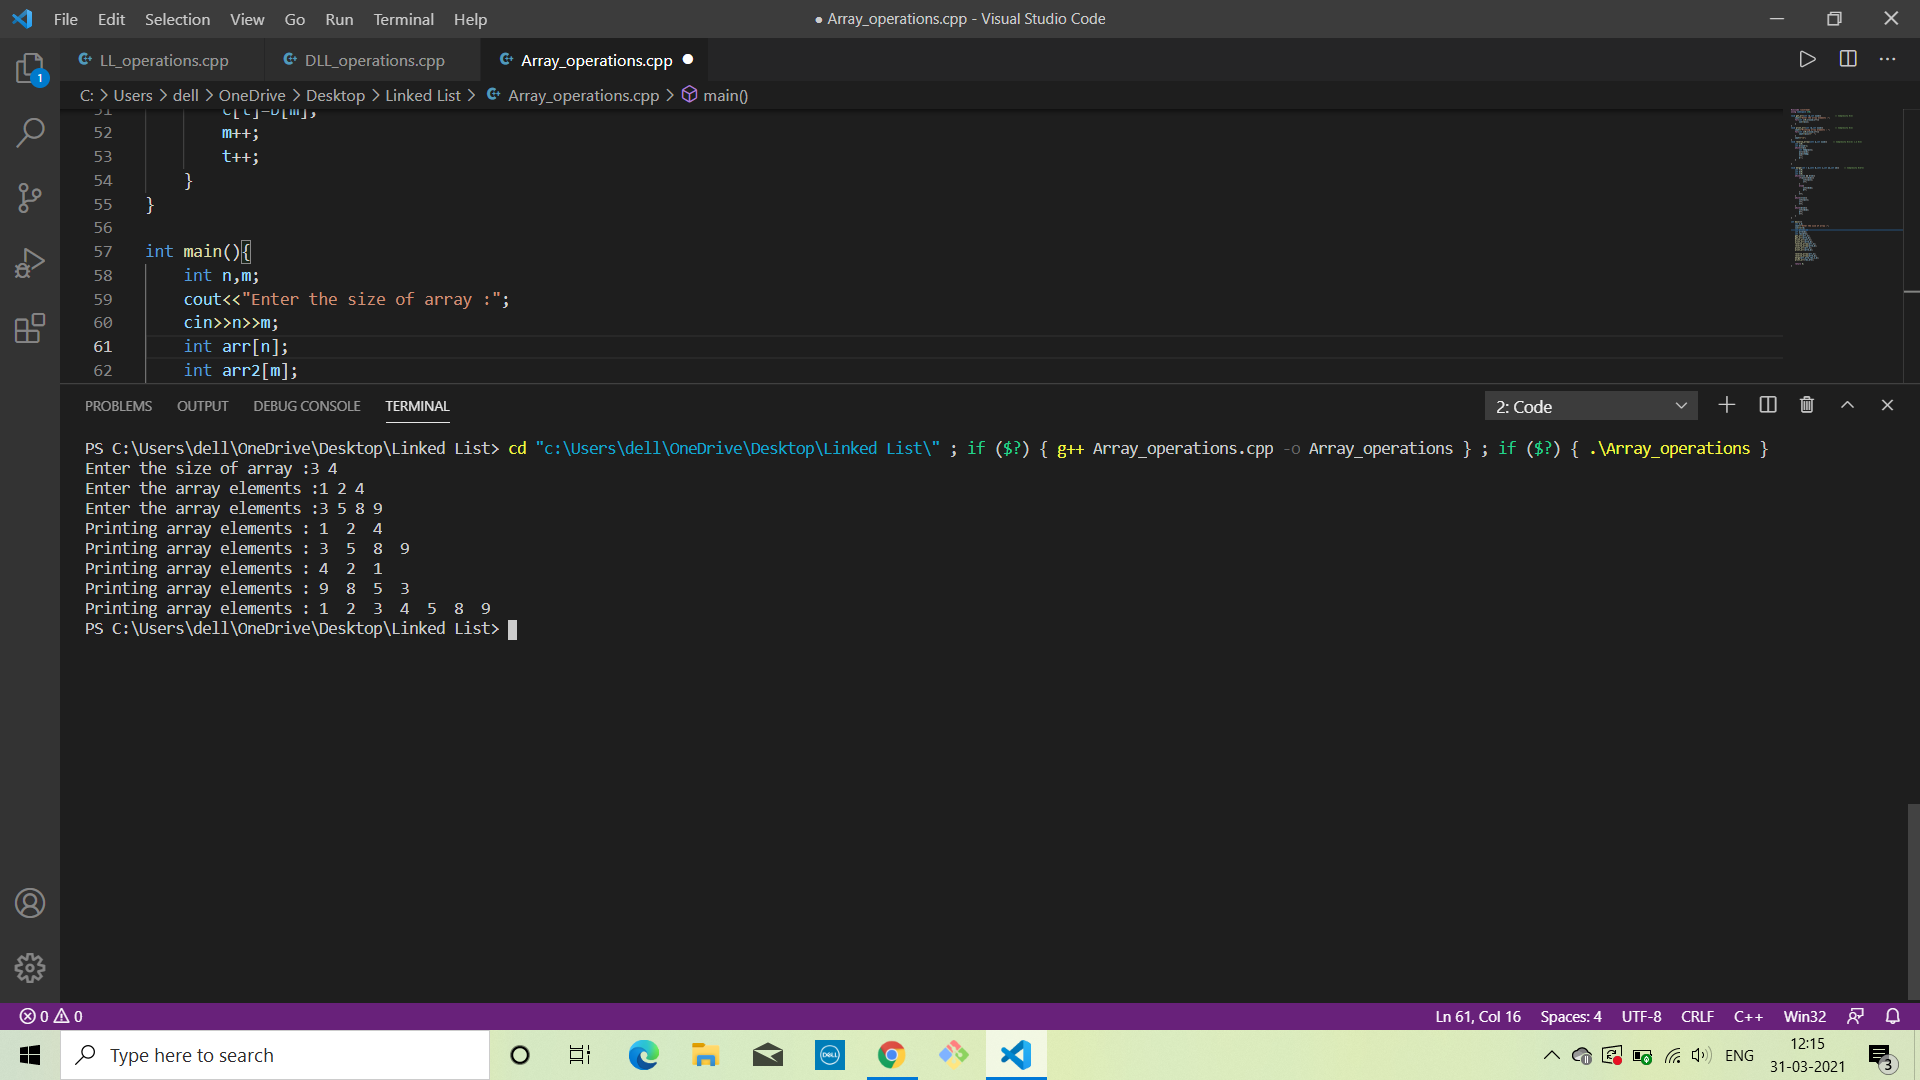 File Edit Selection View Go Run Terminal Help
● Array_operations.cpp - Visual Studio Code
LL_operations.cpp DLL_operations.cpp Array_operations.cpp ●
1
C: > Users > dell > OneDrive > Desktop > Linked List > Array_operations.cpp > main()
51 c[t]=b[m];
52 m++;
53 t++;
54 }
55 }
56
57 int main(){
58 int n,m;
59 cout<<"Enter the size of array :";
60 cin>>n>>m;
61 int arr[n];
62 int arr2[m];
PROBLEMS OUTPUT DEBUG CONSOLE TERMINAL 2: Code
PS C:\Users\dell\OneDrive\Desktop\Linked List> cd "c:\Users\dell\OneDrive\Desktop\Linked List\" ; if ($?) { g++ Array_operations.cpp -o Array_operations } ; if ($?) { .\Array_operations }
Enter the size of array :3 4
Enter the array elements :1 2 4
Enter the array elements :3 5 8 9
Printing array elements : 1 2 4
Printing array elements : 3 5 8 9
Printing array elements : 4 2 1
Printing array elements : 9 8 5 3
Printing array elements : 1 2 3 4 5 8 9
PS C:\Users\dell\OneDrive\Desktop\Linked List>
0 0 Ln 61, Col 16 Spaces: 4 UTF-8 CRLF C++ Win32
Type here to search
DELL
ENG
12:15
31-03-2021
3